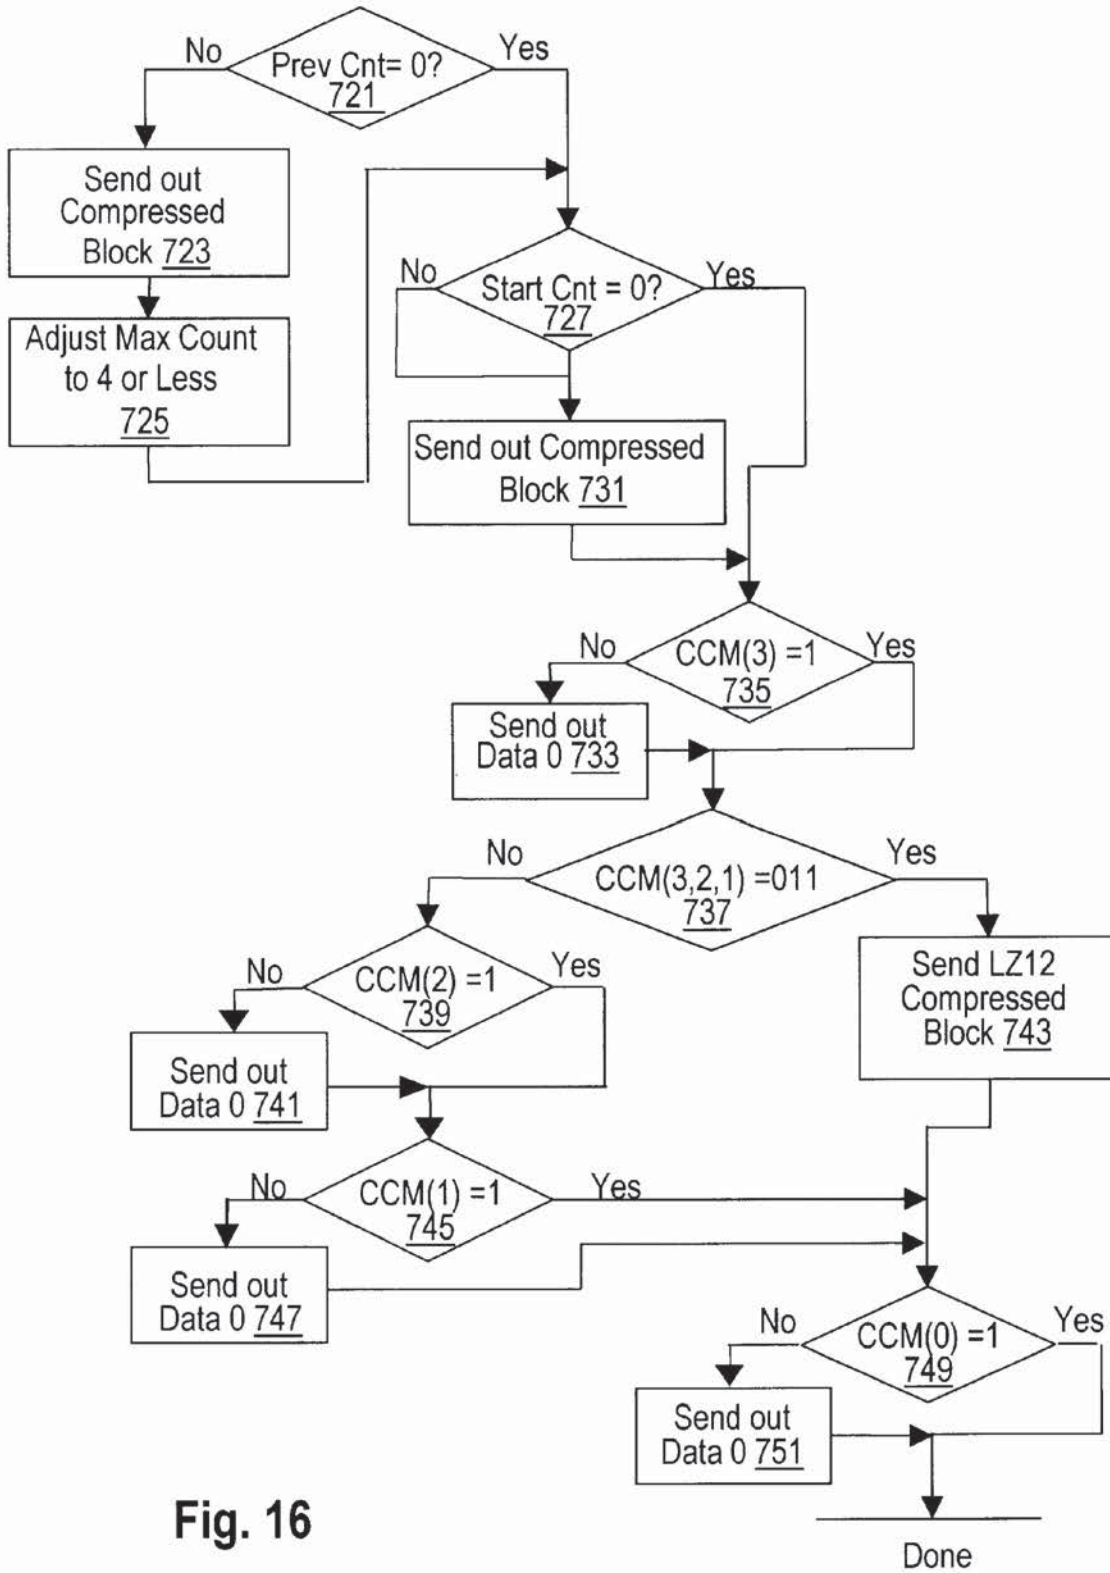 No
Yes
Prev Cnt= 0?
721
Send out
Compressed
Block 723
Adjust Max Count
to 4 or Less
725
No
Yes
Start Cnt = 0?
727
Send out Compressed
Block 731
No
Yes
CCM(3) =1
735
Send out
Data 0 733
No
Yes
CCM(3,2,1) =011
737
No
Yes
CCM(2) =1
739
Send LZ12
Compressed
Block 743
Send out
Data 0 741
No
Yes
CCM(1) =1
745
Send out
Data 0 747
No
Yes
CCM(0) =1
749
Send out
Data 0 751
Fig. 16
Done